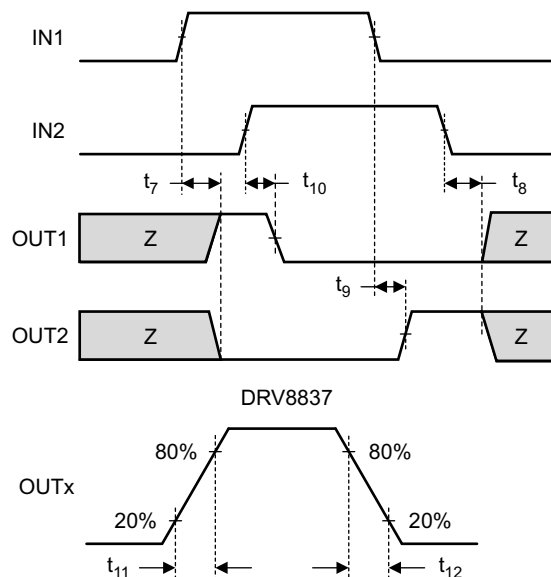 IN1
IN2
t7
t10
t8
OUT1
Z
Z
t9
OUT2
Z
Z
DRV8837
80%
80%
OUTx
20%
20%
t11
t12